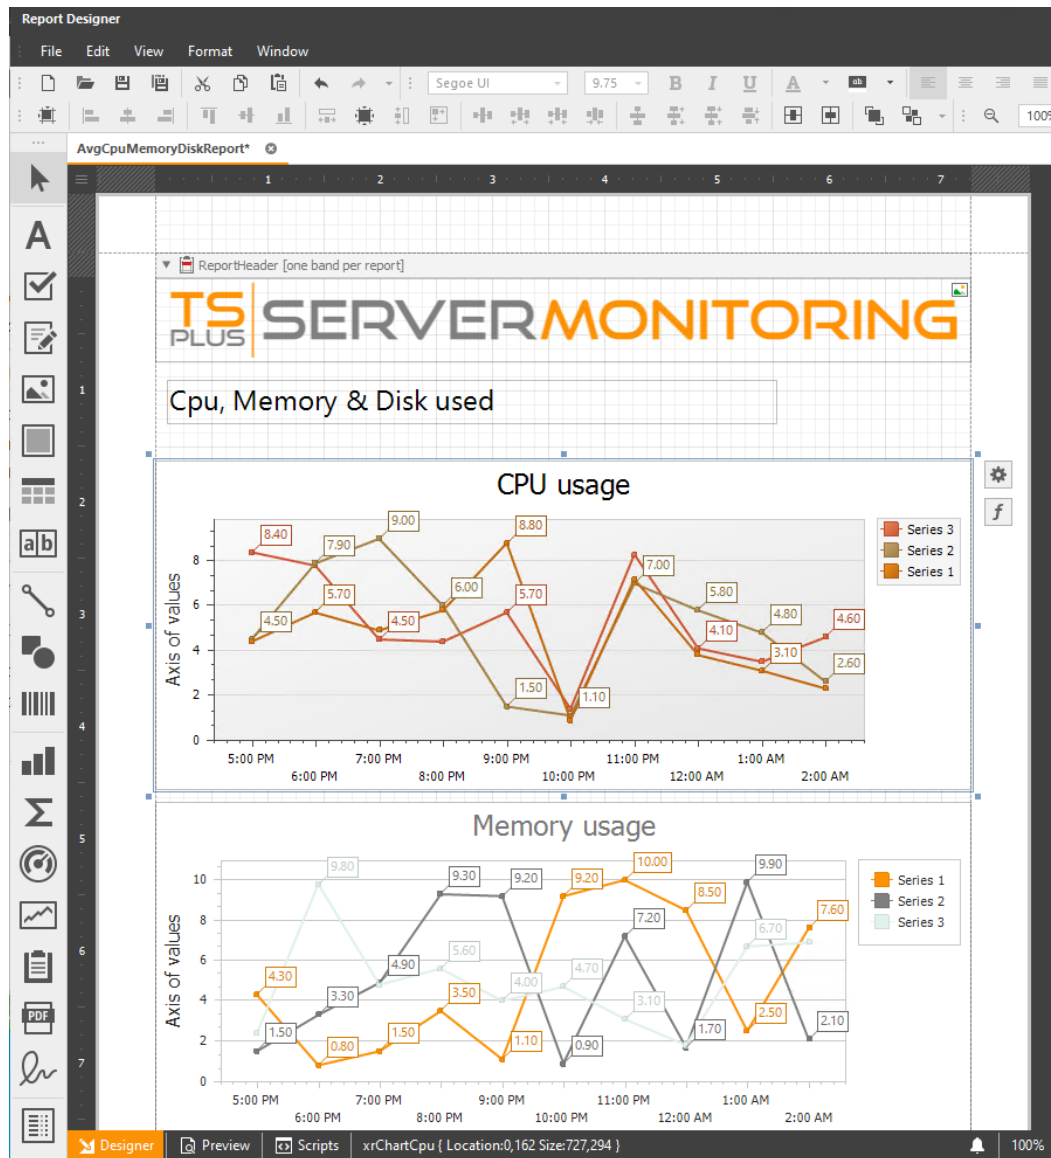 Report Designer
File Edit View Format Window
Segoe UI 9.75 B I U A ab
100%
AvgCpuMemoryDiskReport*
1 2 3 4 5 6 7
ReportHeader [one band per report]
TS PLUS SERVERMONITORING
Cpu, Memory & Disk used
CPU usage
Axis of values
8
6
4
2
0
8.40
7.90
9.00
8.80
4.50
5.70
4.50
6.00
5.70
1.50
1.10
7.00
5.80
4.10
4.80
3.10
4.60
2.60
Series 3
Series 2
Series 1
5:00 PM 7:00 PM 9:00 PM 11:00 PM 1:00 AM
6:00 PM 8:00 PM 10:00 PM 12:00 AM 2:00 AM
Memory usage
Axis of values
10
8
6
4
2
0
9.80
9.30
9.20
9.20
10.00
8.50
9.90
7.60
4.30
1.50
3.30
0.80
4.90
1.50
5.60
3.50
4.00
1.10
4.70
0.90
7.20
3.10
1.70
6.70
2.50
2.10
Series 1
Series 2
Series 3
5:00 PM 7:00 PM 9:00 PM 11:00 PM 1:00 AM
6:00 PM 8:00 PM 10:00 PM 12:00 AM 2:00 AM
A
a|b
PDF
1
2
3
4
5
6
7
Designer Preview Scripts xrChartCpu { Location:0,162 Size:727,294 } 100%